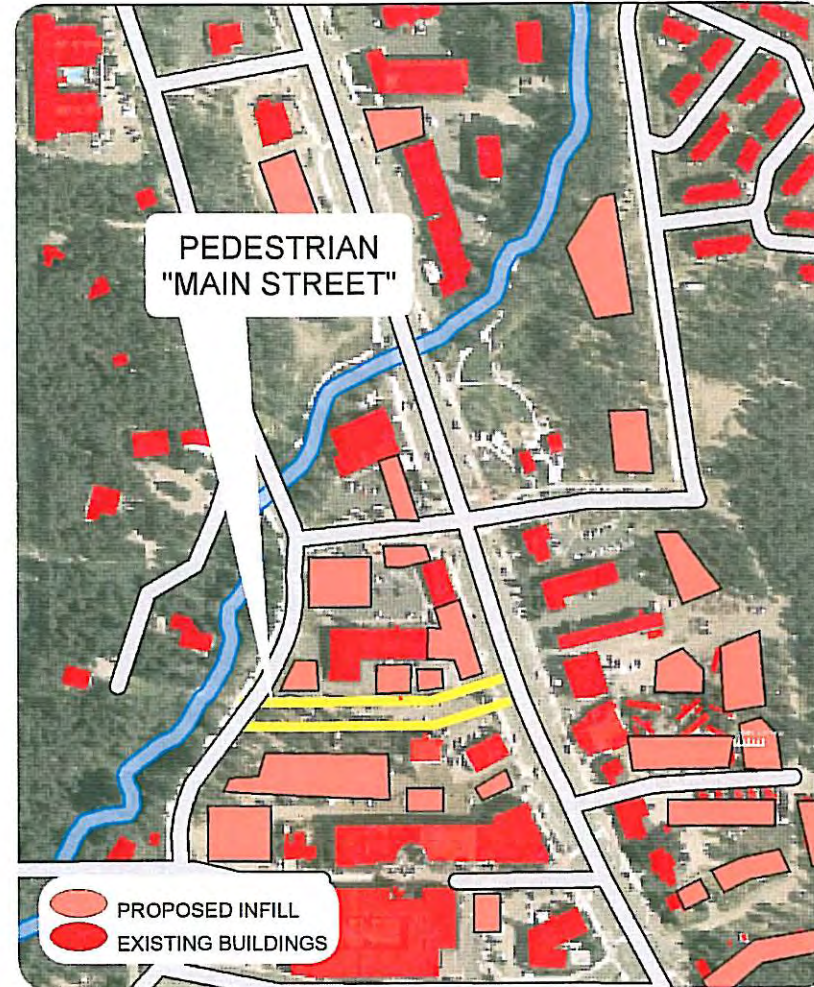 PEDESTRIAN
"MAIN STREET"
PROPOSED INFILL
EXISTING BUILDINGS